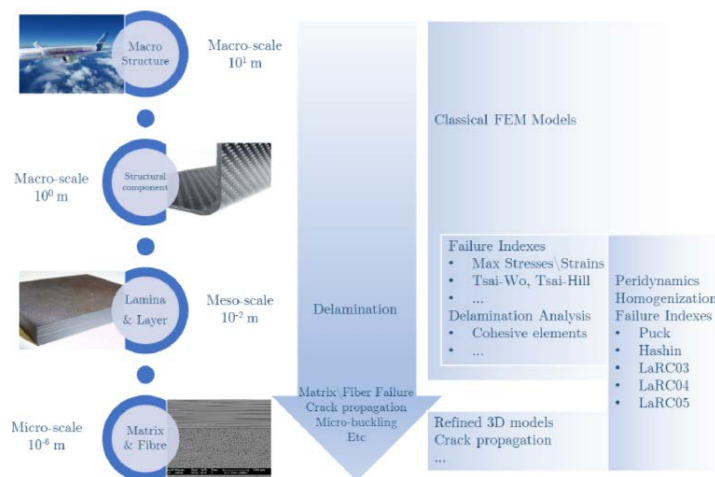 Macro
Structure
Macro-scale
10¹ m
Structural
component
Macro-scale
10⁰ m
Lamina
& Layer
Meso-scale
10⁻² m
Micro-scale
10⁻⁶ m
Matrix
& Fibre
Delamination
Matrix\Fiber Failure
Crack propagation
Micro-buckling
Etc
Classical FEM Models
Failure Indexes
• Max Stresses\Strains
• Tsai-Wo, Tsai-Hill
• ...
Delamination Analysis
• Cohesive elements
• ...
Peridynamics
Homogenization
Failure Indexes
• Puck
• Hashin
• LaRC03
• LaRC04
• LaRC05
Refined 3D models
Crack propagation
...